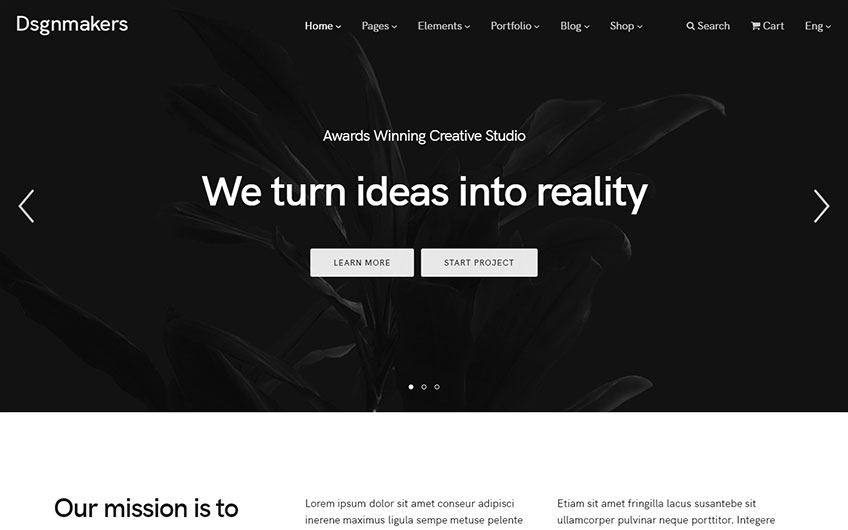 Dsgnmakers
Home Pages Elements Portfolio Blog Shop Search Cart Eng
Awards Winning Creative Studio
We turn ideas into reality
LEARN MORE START PROJECT
Our mission is to
Lorem ipsum dolor sit amet conseur adipisci
inerene maximus ligula sempe metuse pelente
Etiam sit amet fringilla lacus susantebe sit
ullamcorper pulvinar neque porttitor. Integere